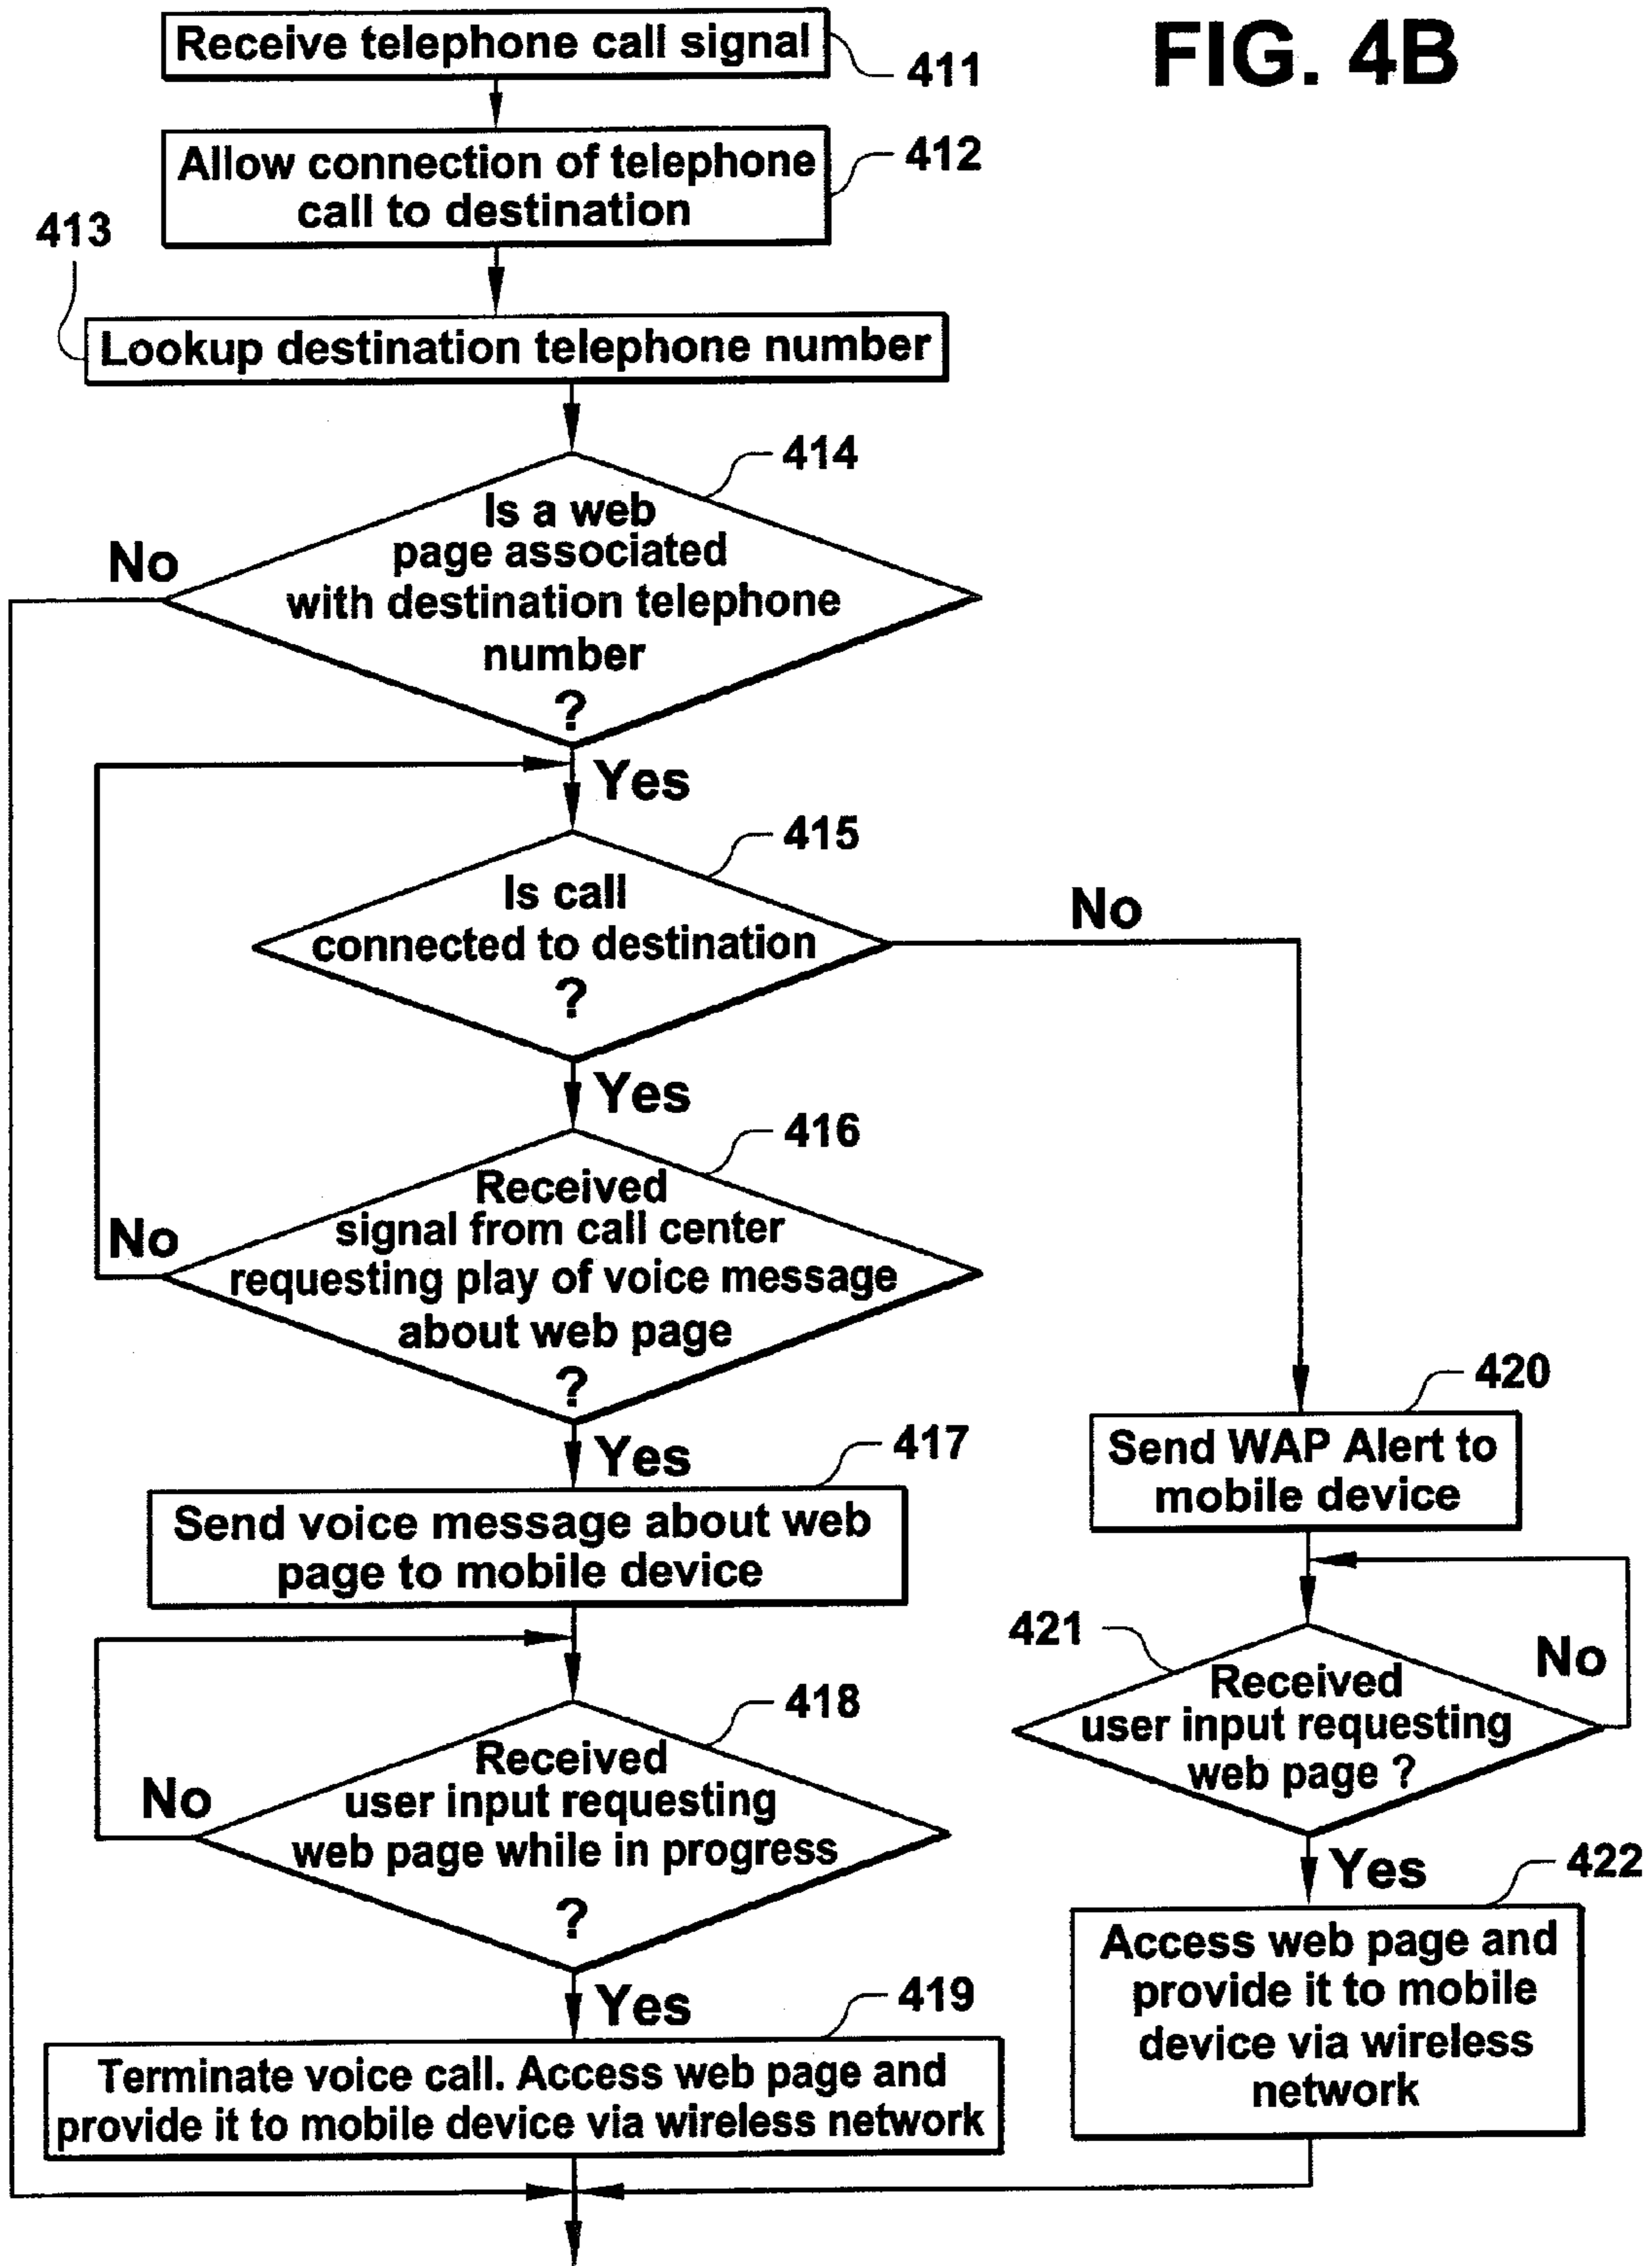 FIG. 4B
Receive telephone call signal
411
Allow connection of telephone
call to destination
412
413
Lookup destination telephone number
414
Is a web
page associated
with destination telephone
number
?
No
Yes
415
Is call
connected to destination
?
No
Yes
416
Received
signal from call center
requesting play of voice message
about web page
?
No
Yes
417
Send voice message about web
page to mobile device
418
Received
user input requesting
web page while in progress
?
No
Yes
419
Terminate voice call. Access web page and
provide it to mobile device via wireless network
420
Send WAP Alert to
mobile device
421
Received
user input requesting
web page ?
No
Yes
422
Access web page and
provide it to mobile
device via wireless
network